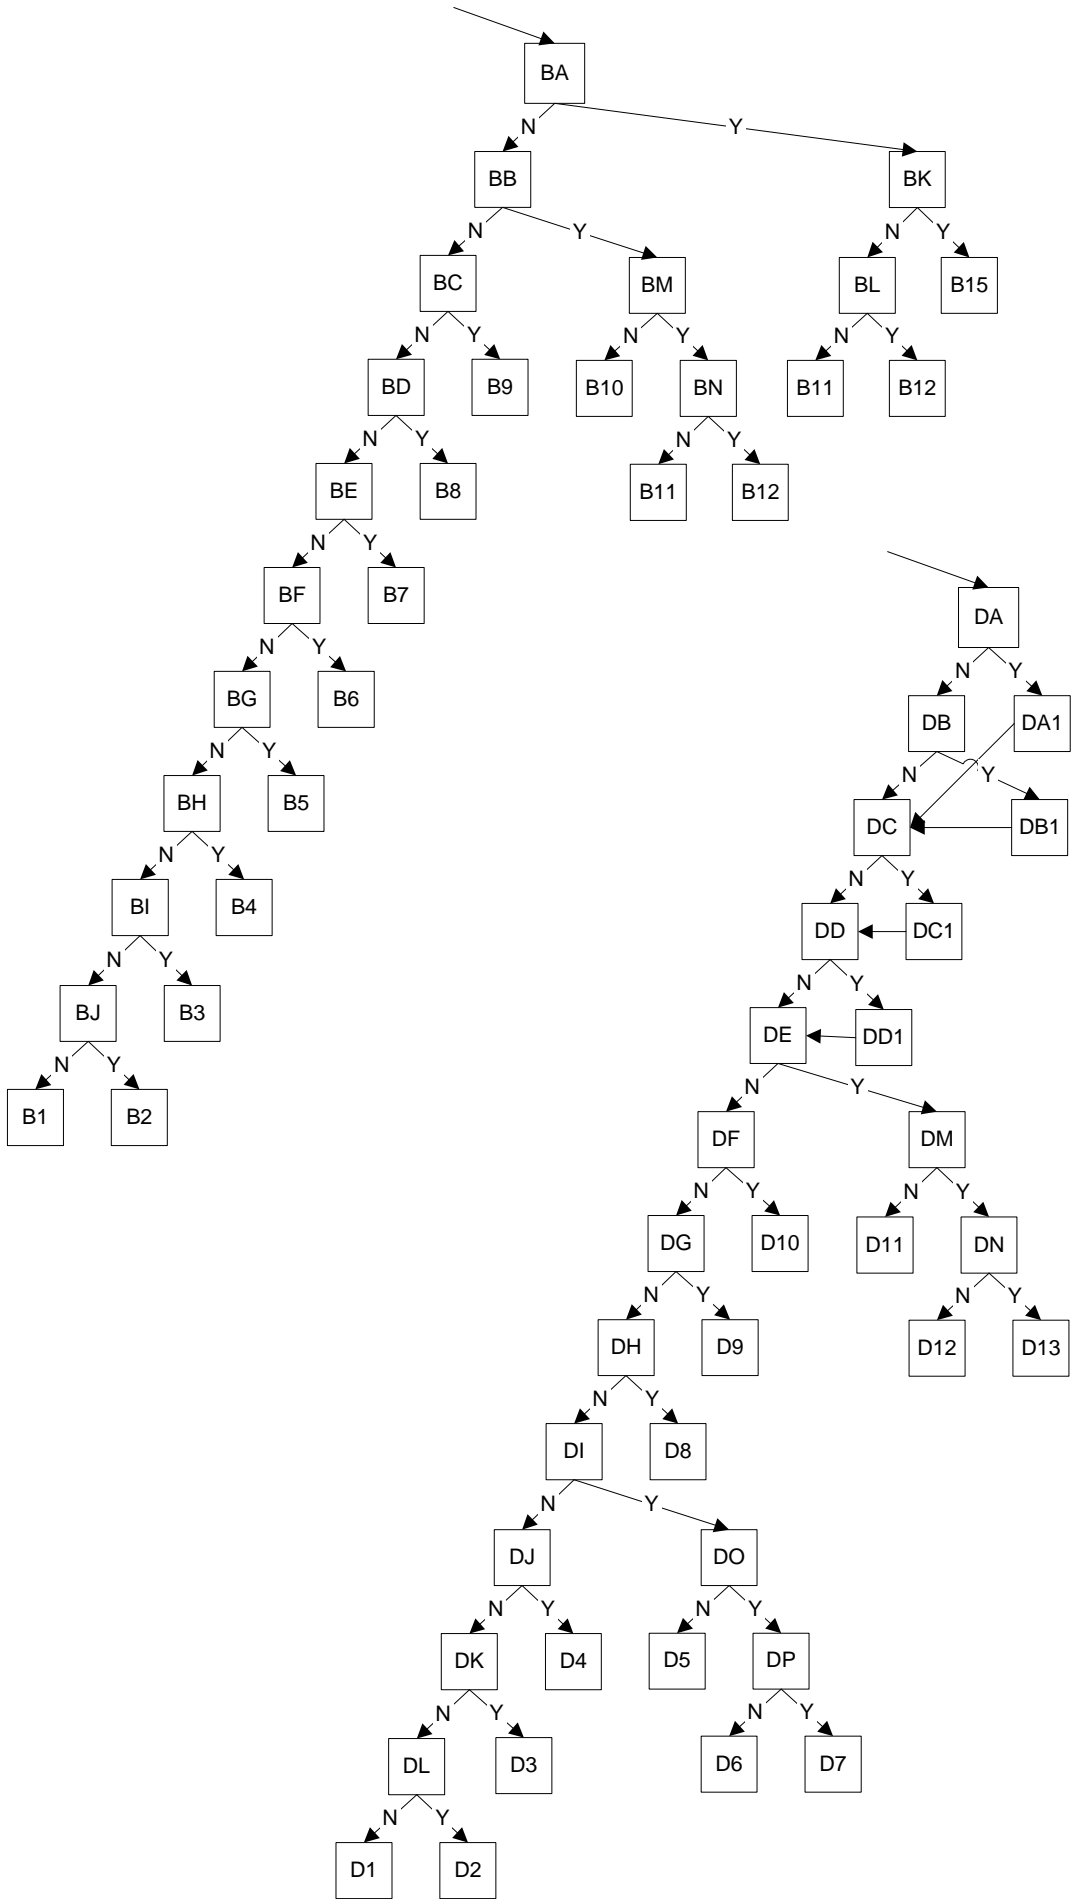 BA
N Y
BB BK
N Y N Y
BC BM BL B15
N Y N Y N Y
BD B9 B10 BN B11 B12
N Y N Y
BE B8 B11 B12
N Y
BF B7
N Y
BG B6
N Y
BH B5
N Y
BI B4
N Y
BJ B3
N Y
B1 B2
DA
N Y
DB DA1
N Y
DC DB1
N Y
DD DC1
N Y
DE DD1
N Y
DF DM
N Y N Y
DG D10 D11 DN
N Y N Y
DH D9 D12 D13
N Y
DI D8
N Y
DJ DO
N Y N Y
DK D4 D5 DP
N Y N Y
DL D3 D6 D7
N Y
D1 D2